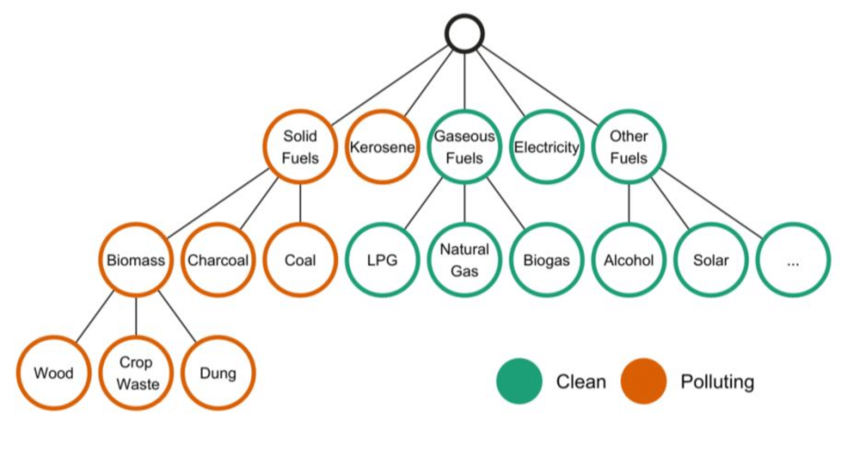 Solid
Fuels
Kerosene
Gaseous
Fuels
Electricity
Other
Fuels
Biomass
Charcoal
Coal
LPG
Natural
Gas
Biogas
Alcohol
Solar
...
Wood
Crop
Waste
Dung
Clean
Polluting